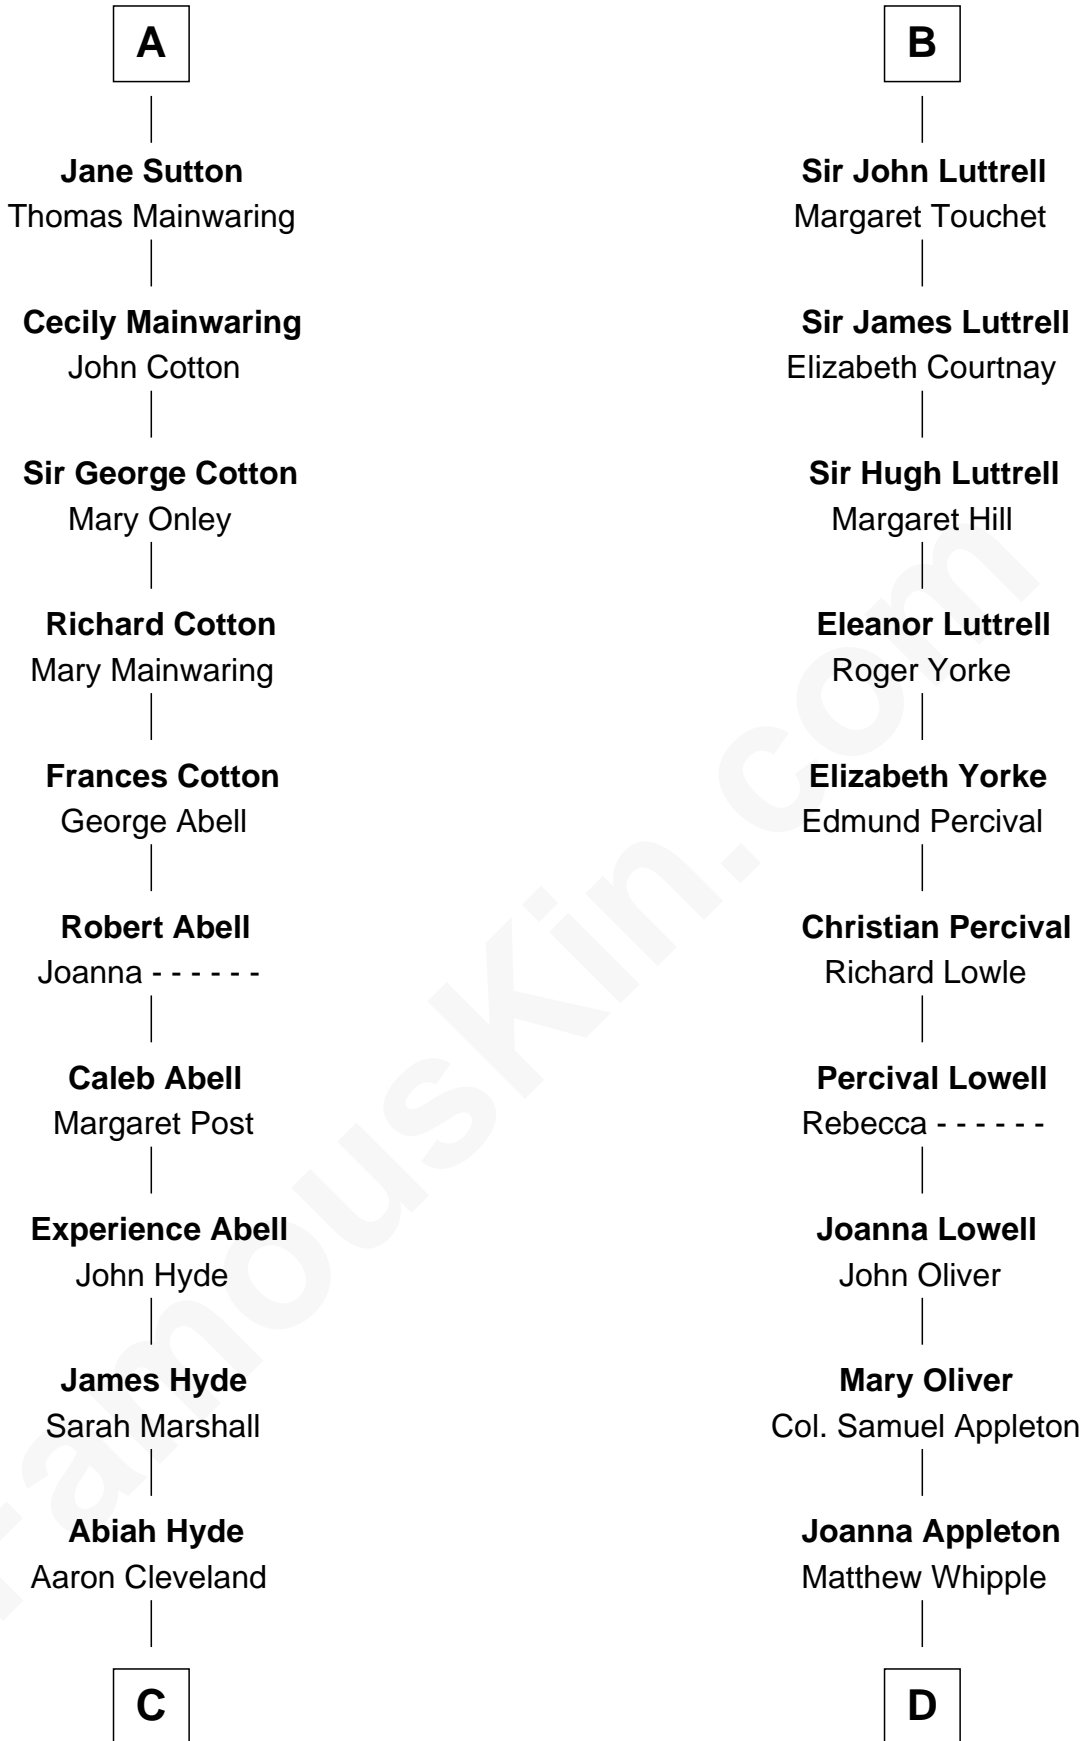 A
Jane Sutton
Thomas Mainwaring
Cecily Mainwaring
John Cotton
Sir George Cotton
Mary Onley
Richard Cotton
Mary Mainwaring
Frances Cotton
George Abell
Robert Abell
Joanna - - - - - -
Caleb Abell
Margaret Post
Experience Abell
John Hyde
James Hyde
Sarah Marshall
Abiah Hyde
Aaron Cleveland
C
B
Sir John Luttrell
Margaret Touchet
Sir James Luttrell
Elizabeth Courtnay
Sir Hugh Luttrell
Margaret Hill
Eleanor Luttrell
Roger Yorke
Elizabeth Yorke
Edmund Percival
Christian Percival
Richard Lowle
Percival Lowell
Rebecca - - - - - -
Joanna Lowell
John Oliver
Mary Oliver
Col. Samuel Appleton
Joanna Appleton
Matthew Whipple
D
FamousKin.com